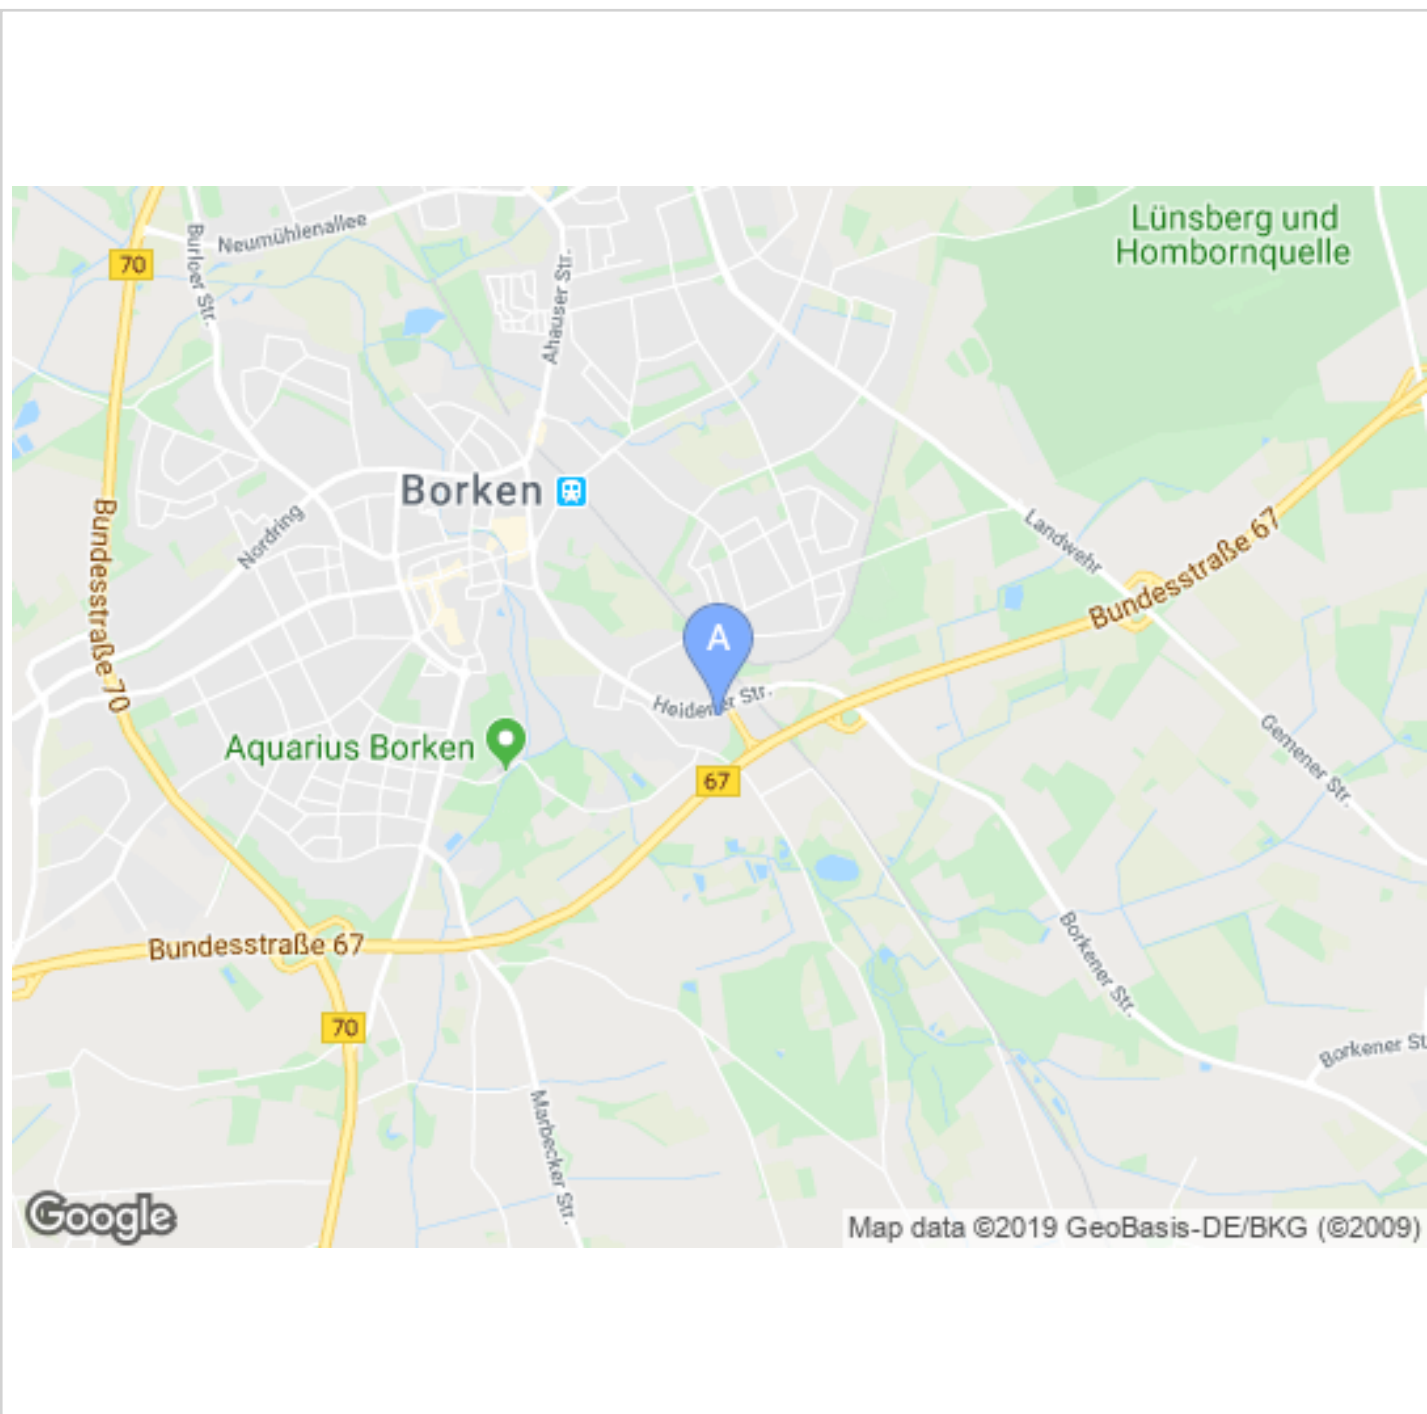 Lünsberg und
Hombornquelle
Neumühlenallee
Burloer Str.
70
Ahauser Str.
Borken
Nordring
Landwehr
Bundesstraße 67
Bundesstraße 70
A
Heidener Str.
Aquarius Borken
67
Gemener Str.
Bundesstraße 67
Borkener Str.
70
Borkener St
Marbecker Str.
Google
Map data ©2019 GeoBasis-DE/BKG (©2009)